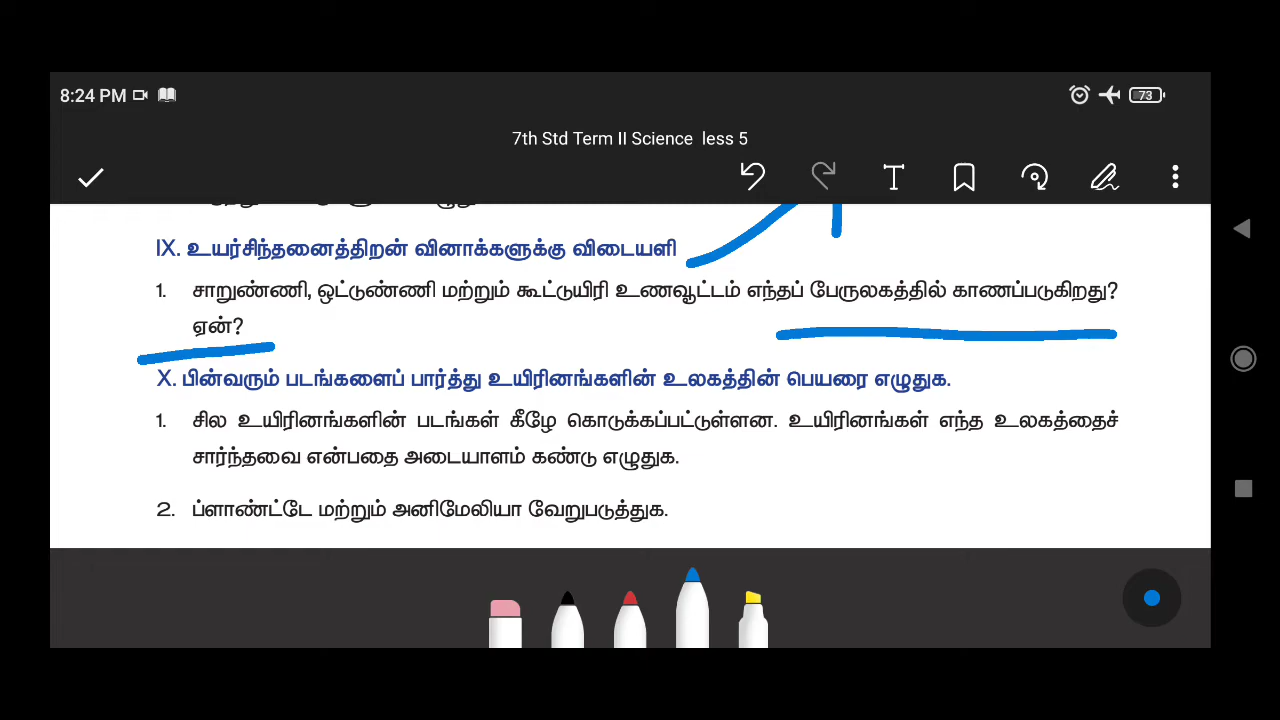 8:24 PM
73
7th Std Term II Science less 5
IX. உயர்சிந்தனைத்திறன் வினாக்களுக்கு விடையளி
1. சாறுண்ணி, ஒட்டுண்ணி மற்றும் கூட்டுயிரி உணவூட்டம் எந்தப் பேருலகத்தில் காணப்படுகிறது?
ஏன்?
X. பின்வரும் படங்களைப் பார்த்து உயிரினங்களின் உலகத்தின் பெயரை எழுதுக.
1. சில உயிரினங்களின் படங்கள் கீழே கொடுக்கப்பட்டுள்ளன. உயிரினங்கள் எந்த உலகத்தைச்
சார்ந்தவை என்பதை அடையாளம் கண்டு எழுதுக.
2. ப்ளாண்ட்டே மற்றும் அனிமேலியா வேறுபடுத்துக.